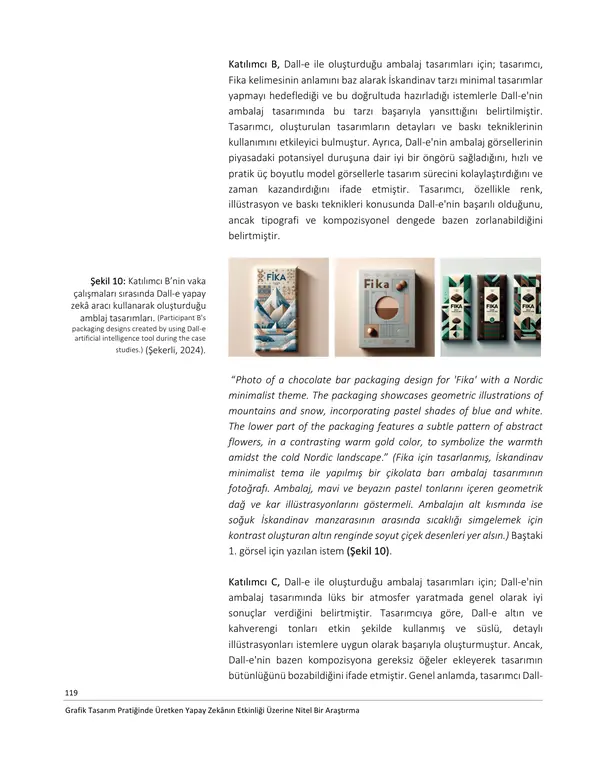 Katılımcı B, Dall-e ile oluşturduğu ambalaj tasarımları için; tasarımcı,
Fika kelimesinin anlamını baz alarak İskandinav tarzı minimal tasarımlar
yapmayı hedeflediği ve bu doğrultuda hazırladığı istemlerle Dall-e'nin
ambalaj tasarımında bu tarzı başarıyla yansıttığını belirtilmiştir.
Tasarımcı, oluşturulan tasarımların detayları ve baskı tekniklerinin
kullanımını etkileyici bulmuştur. Ayrıca, Dall-e'nin ambalaj görsellerinin
piyasadaki potansiyel duruşuna dair iyi bir öngörü sağladığını, hızlı ve
pratik üç boyutlu model görsellerle tasarım sürecini kolaylaştırdığını ve
zaman kazandırdığını ifade etmiştir. Tasarımcı, özellikle renk,
illüstrasyon ve baskı teknikleri konusunda Dall-e'nin başarılı olduğunu,
ancak tipografi ve kompozisyonel dengede bazen zorlanabildiğini
belirtmiştir.
Şekil 10: Katılımcı B'nin vaka
çalışmaları sırasında Dall-e yapay
zekâ aracı kullanarak oluşturduğu
amblaj tasarımları. (Participant B's
packaging designs created by using Dall-e
artificial intelligence tool during the case
studies.) (Şekerli, 2024).
FIKA
Fika
"Photo of a chocolate bar packaging design for 'Fika' with a Nordic
minimalist theme. The packaging showcases geometric illustrations of
mountains and snow, incorporating pastel shades of blue and white.
The lower part of the packaging features a subtle pattern of abstract
flowers, in a contrasting warm gold color, to symbolize the warmth
amidst the cold Nordic landscape." (Fika için tasarlanmış, İskandinav
minimalist tema ile yapılmış bir çikolata barı ambalaj tasarımının
fotoğrafı. Ambalaj, mavi ve beyazın pastel tonlarını içeren geometrik
dağ ve kar illüstrasyonlarını göstermeli. Ambalajın alt kısmında ise
soğuk İskandinav manzarasının arasında sıcaklığı simgelemek için
kontrast oluşturan altın renginde soyut çiçek desenleri yer alsın.) Baştaki
1. görsel için yazılan istem (Şekil 10).
Katılımcı C, Dall-e ile oluşturduğu ambalaj tasarımları için; Dall-e'nin
ambalaj tasarımında lüks bir atmosfer yaratmada genel olarak iyi
sonuçlar verdiğini belirtmiştir. Tasarımcıya göre, Dall-e altın ve
kahverengi tonları etkin şekilde kullanmış ve süslü, detaylı
illüstrasyonları istemlere uygun olarak başarıyla oluşturmuştur. Ancak,
Dall-e'nin bazen kompozisyona gereksiz öğeler ekleyerek tasarımın
bütünlüğünü bozabildiğini ifade etmiştir. Genel anlamda, tasarımcı Dall-
119
Grafik Tasarım Pratiğinde Üretken Yapay Zekânın Etkinliği Üzerine Nitel Bir Araştırma